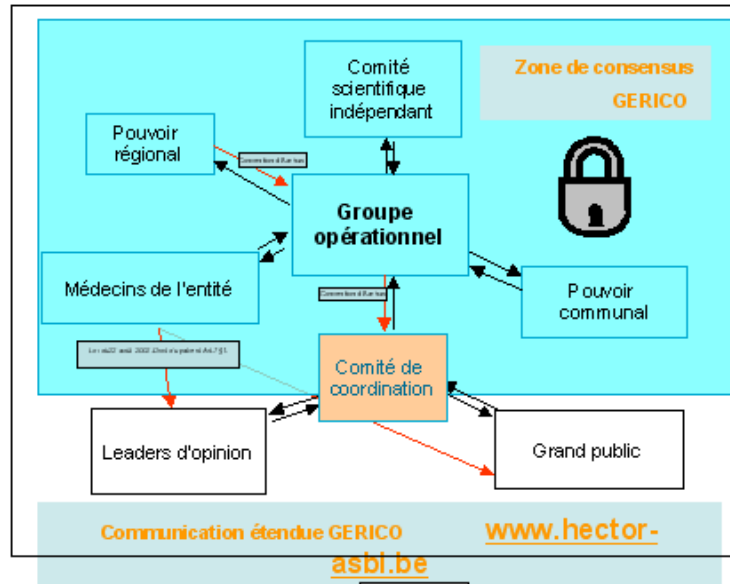 Comité
scientifique
indépendant
Zone de consensus
GERICO
Pouvoir
régional
Groupe
opérationnel
Médecins de l'entité
Pouvoir
communal
Comité de
coordination
Leaders d'opinion
Grand public
Communication étendue GERICO www.hector-
asbl.be